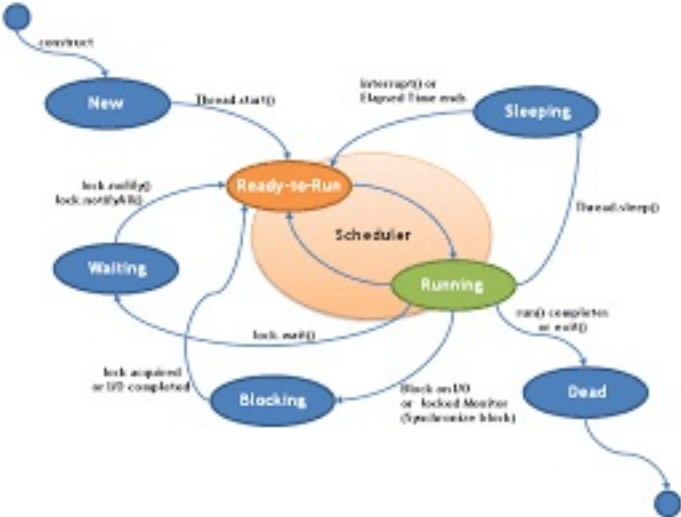 construct
New
Thread.start()
Interrupt() or
Elapsed Time ends
Sleeping
Ready-to-Run
lock.notify()
lock.notifyAll()
Scheduler
Thread.sleep()
Waiting
Running
run() completes
or exit()
lock.wait()
lock acquired
or I/O completed
Blocking
Block on I/O
or locked Monitor
(Synchronize block)
Dead